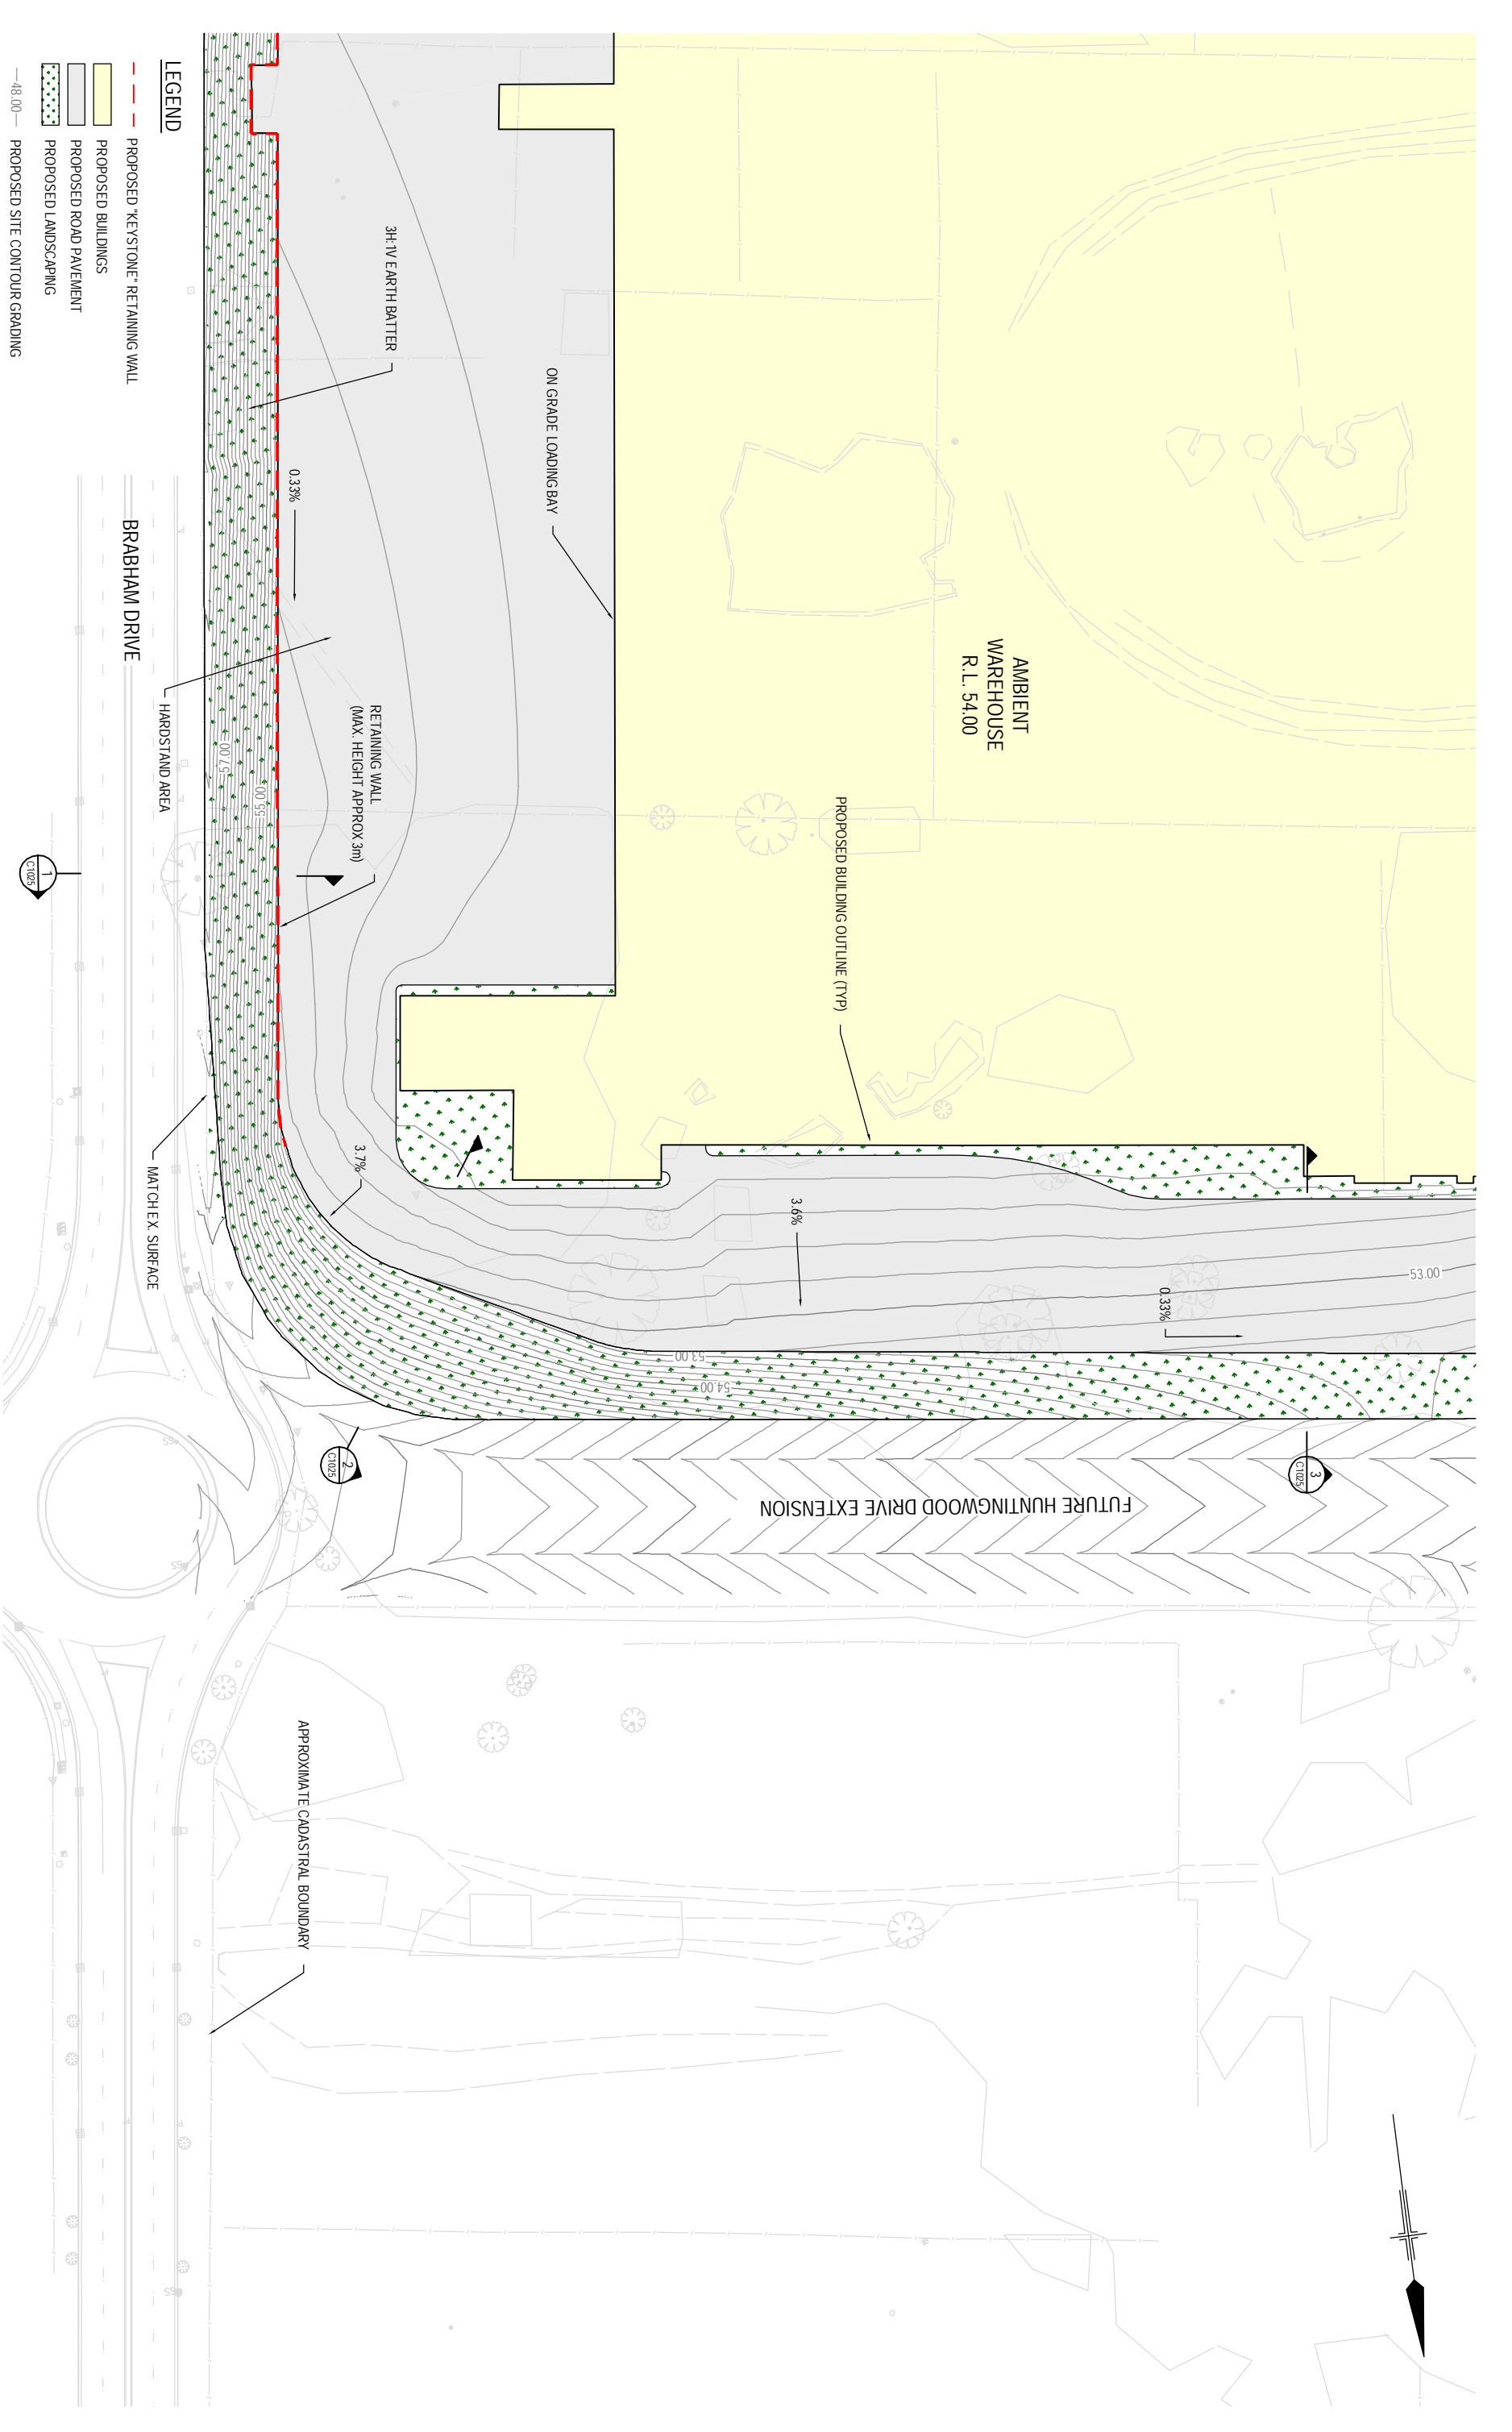 LEGEND
PROPOSED "KEYSTONE" RETAINING WALL
PROPOSED BUILDINGS
PROPOSED ROAD PAVEMENT
PROPOSED LANDSCAPING
48.00
PROPOSED SITE CONTOUR GRADING
AMBIENT
WAREHOUSE
R.L. 54.00
PROPOSED BUILDING OUTLINE (TYP)
ON GRADE LOADING BAY
3H:1V EARTH BATTER
RETAINING WALL
(MAX. HEIGHT APPROX 3m)
0.33%
HARDSTAND AREA
57.00
55.00
BRABHAM DRIVE
1
C1025
MATCH EX. SURFACE
3.7%
3.6%
0.33%
53.00
53.00
54.00
2
C1025
3
C1025
FUTURE HUNTINGWOOD DRIVE EXTENSION
APPROXIMATE CADASTRAL BOUNDARY
SS
SS
SS